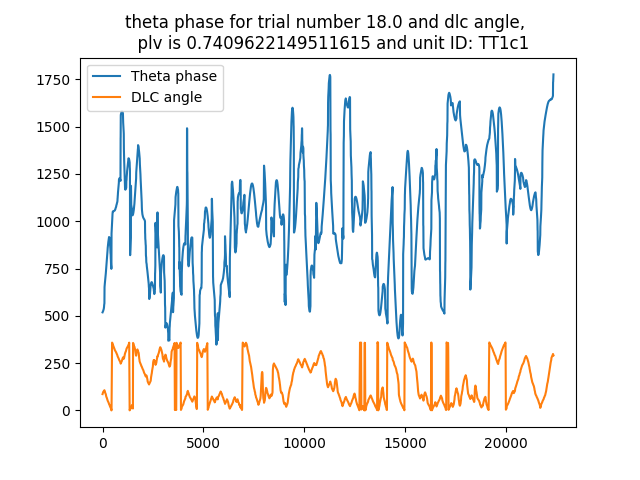 theta phase for trial number 18.0 and dlc angle,
plv is 0.7409622149511615 and unit ID: TT1c1
Theta phase
DLC angle
1750
1500
1250
1000
750
500
250
0
0 5000 10000 15000 20000